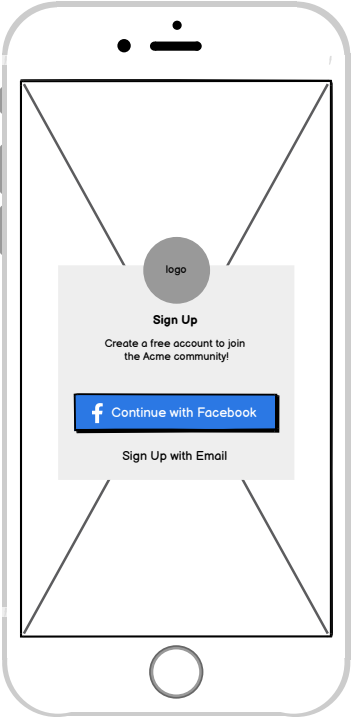 logo
Sign Up
Create a free account to join
the Acme community!
Continue with Facebook
Sign Up with Email